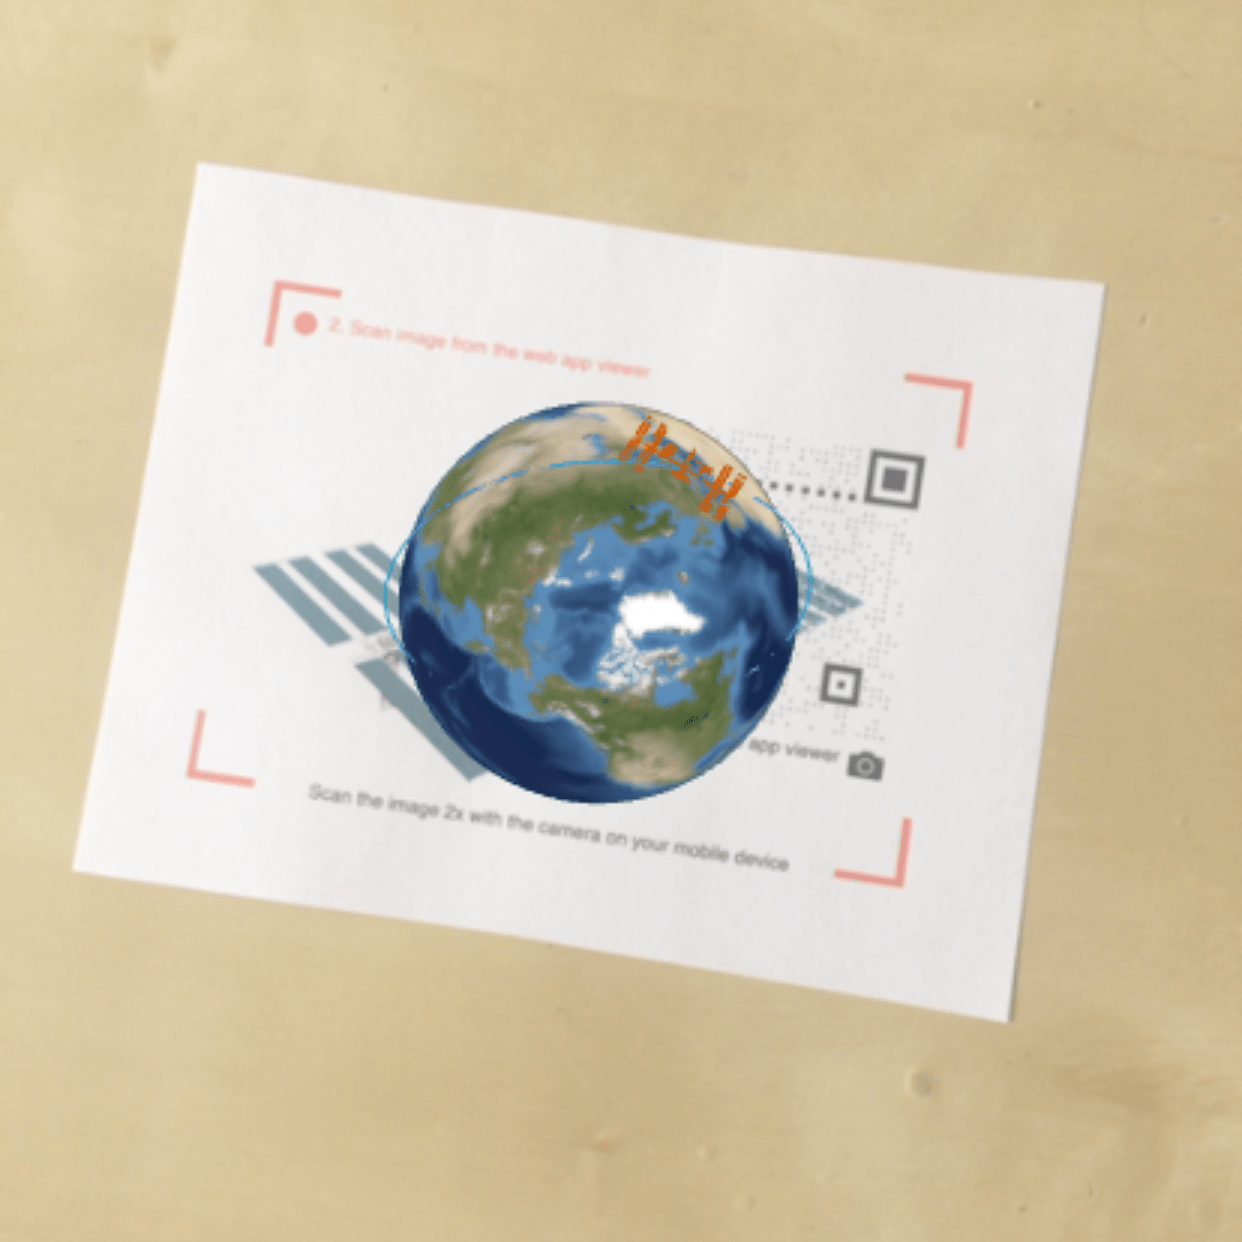 2. Scan image from the web app viewer
app viewer
Scan the image 2x with the camera on your mobile device